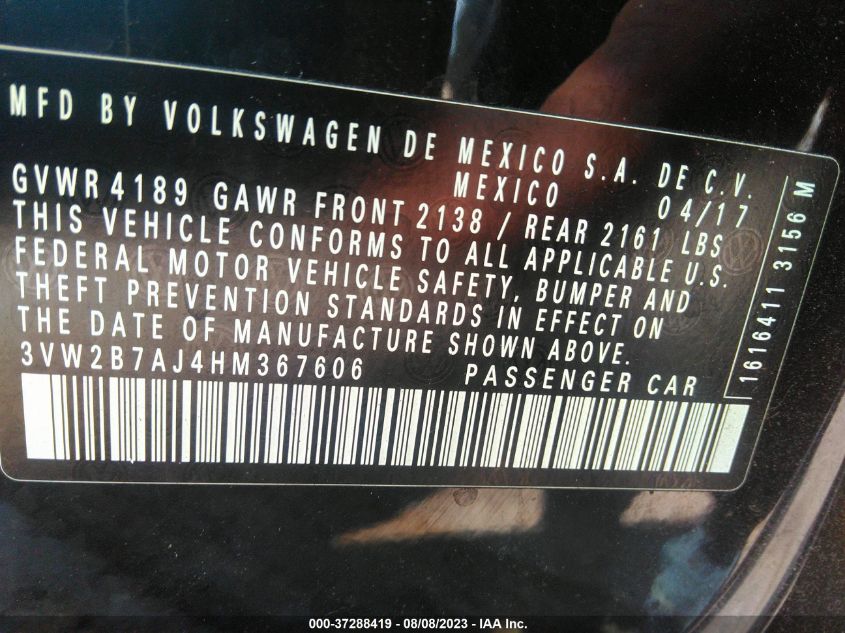 MFD BY VOLKSWAGEN DE MEXICO S.A. DE C.V.
MEXICO 04/17
GVWR 4189 GAWR FRONT 2138 / REAR 2161 LBS
THIS VEHICLE CONFORMS TO ALL APPLICABLE U.S.
FEDERAL MOTOR VEHICLE SAFETY, BUMPER AND
THEFT PREVENTION STANDARDS IN EFFECT ON
THE DATE OF MANUFACTURE SHOWN ABOVE.
3VW2B7AJ4HM367606 PASSENGER CAR
1616411 3156 M
000-37288419 - 08/08/2023 - IAA Inc.